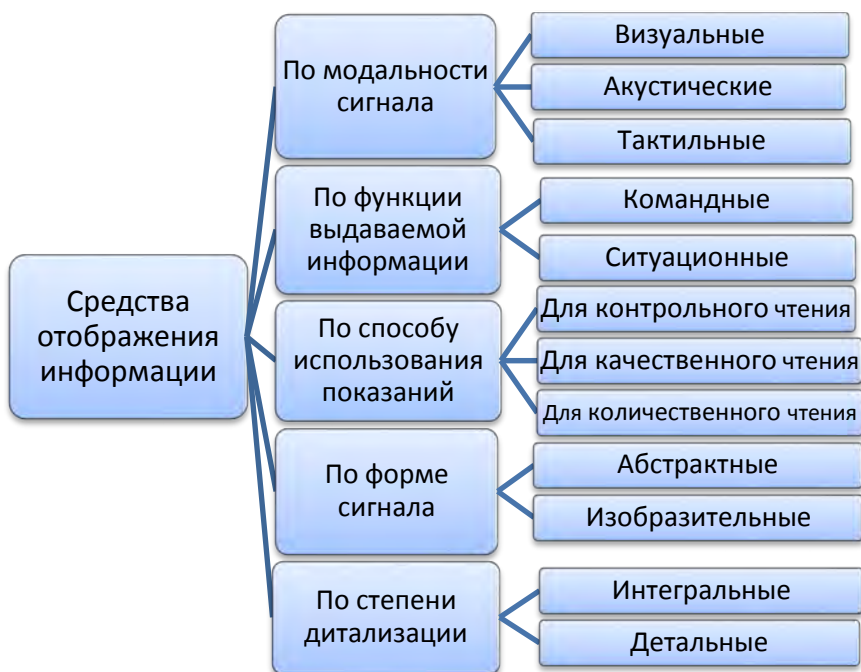 Средства
отображения
информации
По модальности
сигнала
Визуальные
Акустические
Тактильные
По функции
выдаваемой
информации
Командные
Ситуационные
По способу
использования
показаний
Для контрольного чтения
Для качественного чтения
Для количественного чтения
По форме
сигнала
Абстрактные
Изобразительные
По степени
дитализации
Интегральные
Детальные